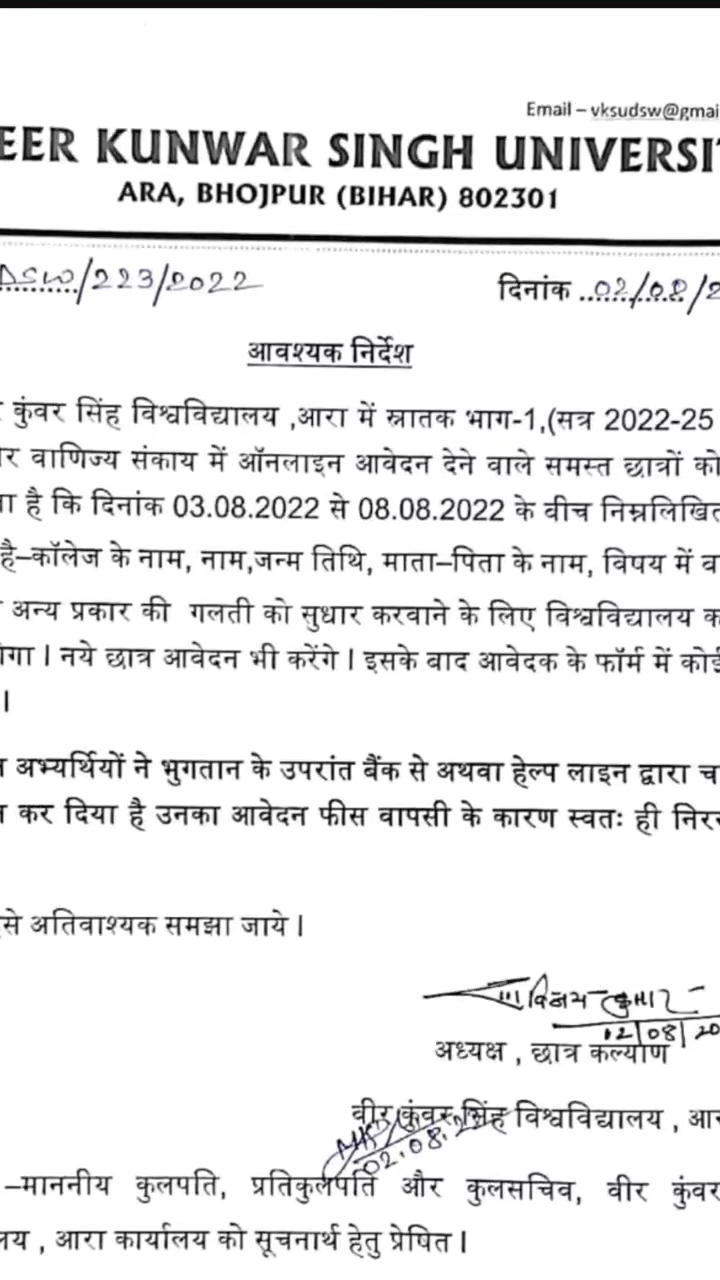 Email – vksudsw@gmai
EER KUNWAR SINGH UNIVERSI
ARA, BHOJPUR (BIHAR) 802301
DSW/223/2022 दिनांक ..02/08/2
आवश्यक निर्देश
कुंवर सिंह विश्वविद्यालय ,आरा में स्नातक भाग-1,(सत्र 2022-25
र वाणिज्य संकाय में ऑनलाइन आवेदन देने वाले समस्त छात्रों को
ा है कि दिनांक 03.08.2022 से 08.08.2022 के वीच निम्नलिखित
है–कॉलेज के नाम, नाम,जन्म तिथि, माता–पिता के नाम, विषय में ब
अन्य प्रकार की गलती को सुधार करवाने के लिए विश्वविद्यालय क
ोगा। नये छात्र आवेदन भी करेंगे। इसके बाद आवेदक के फॉर्म में कोई
।
अभ्यर्थियों ने भुगतान के उपरांत बैंक से अथवा हेल्प लाइन द्वारा च
कर दिया है उनका आवेदन फीस वापसी के कारण स्वतः ही निरस
से अतिवाश्यक समझा जाये।
विजय कुमार
02/08/20
अध्यक्ष , छात्र कल्याण
वीर कुंवर सिंह विश्वविद्यालय , आर
02.08.22
–माननीय कुलपति, प्रतिकुलपति और कुलसचिव, वीर कुंवर
लय , आरा कार्यालय को सूचनार्थ हेतु प्रेषित।